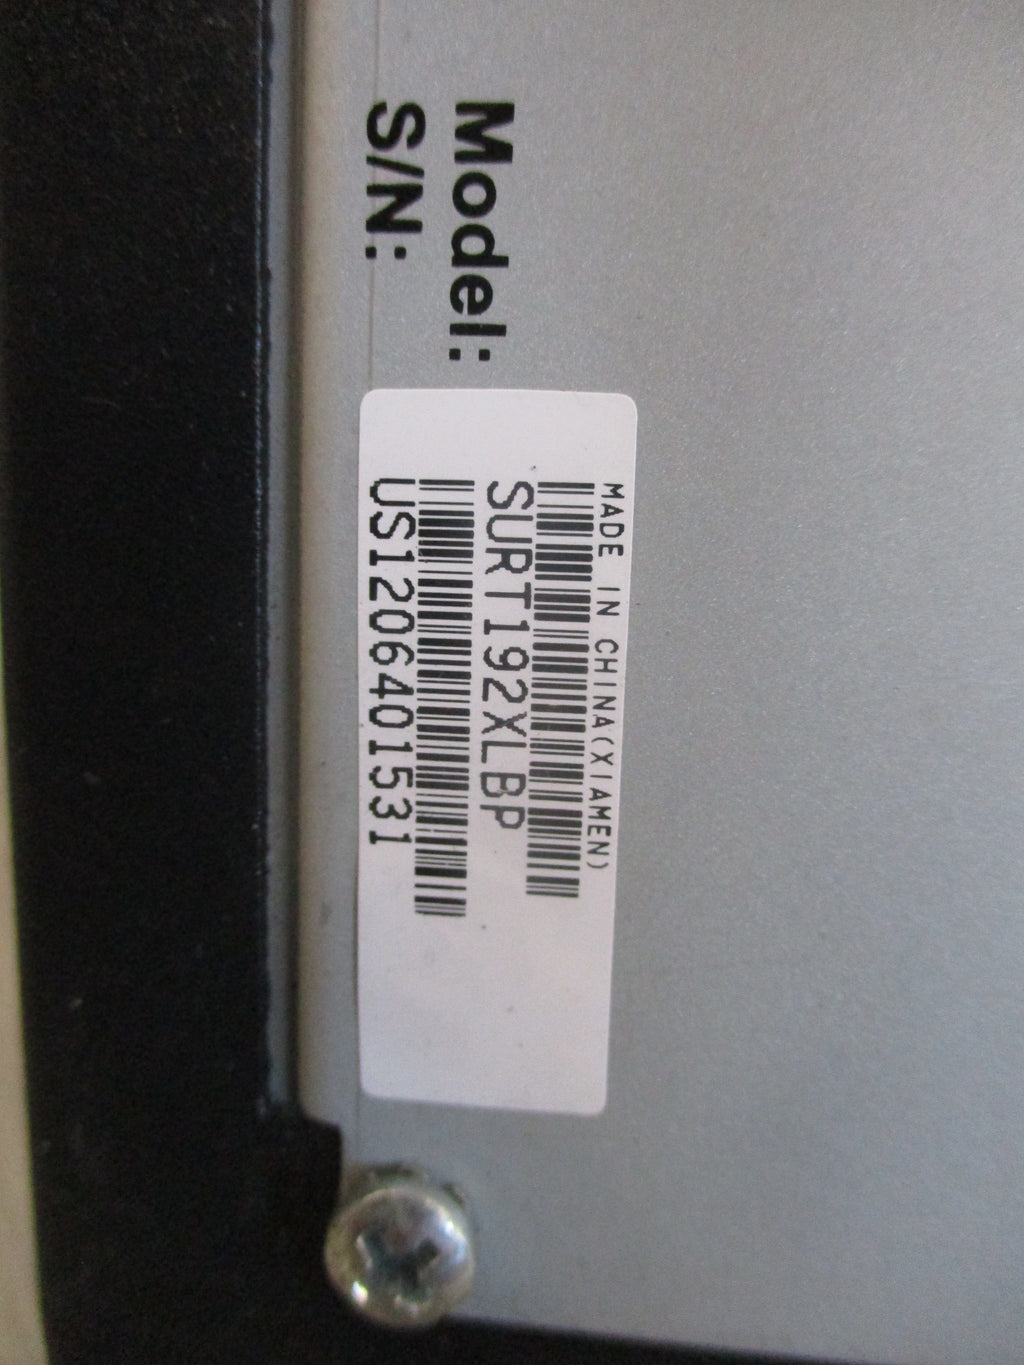 MADE IN CHINA(XIAMEN)
Model: SURT192XLBP
S/N: US1206401531